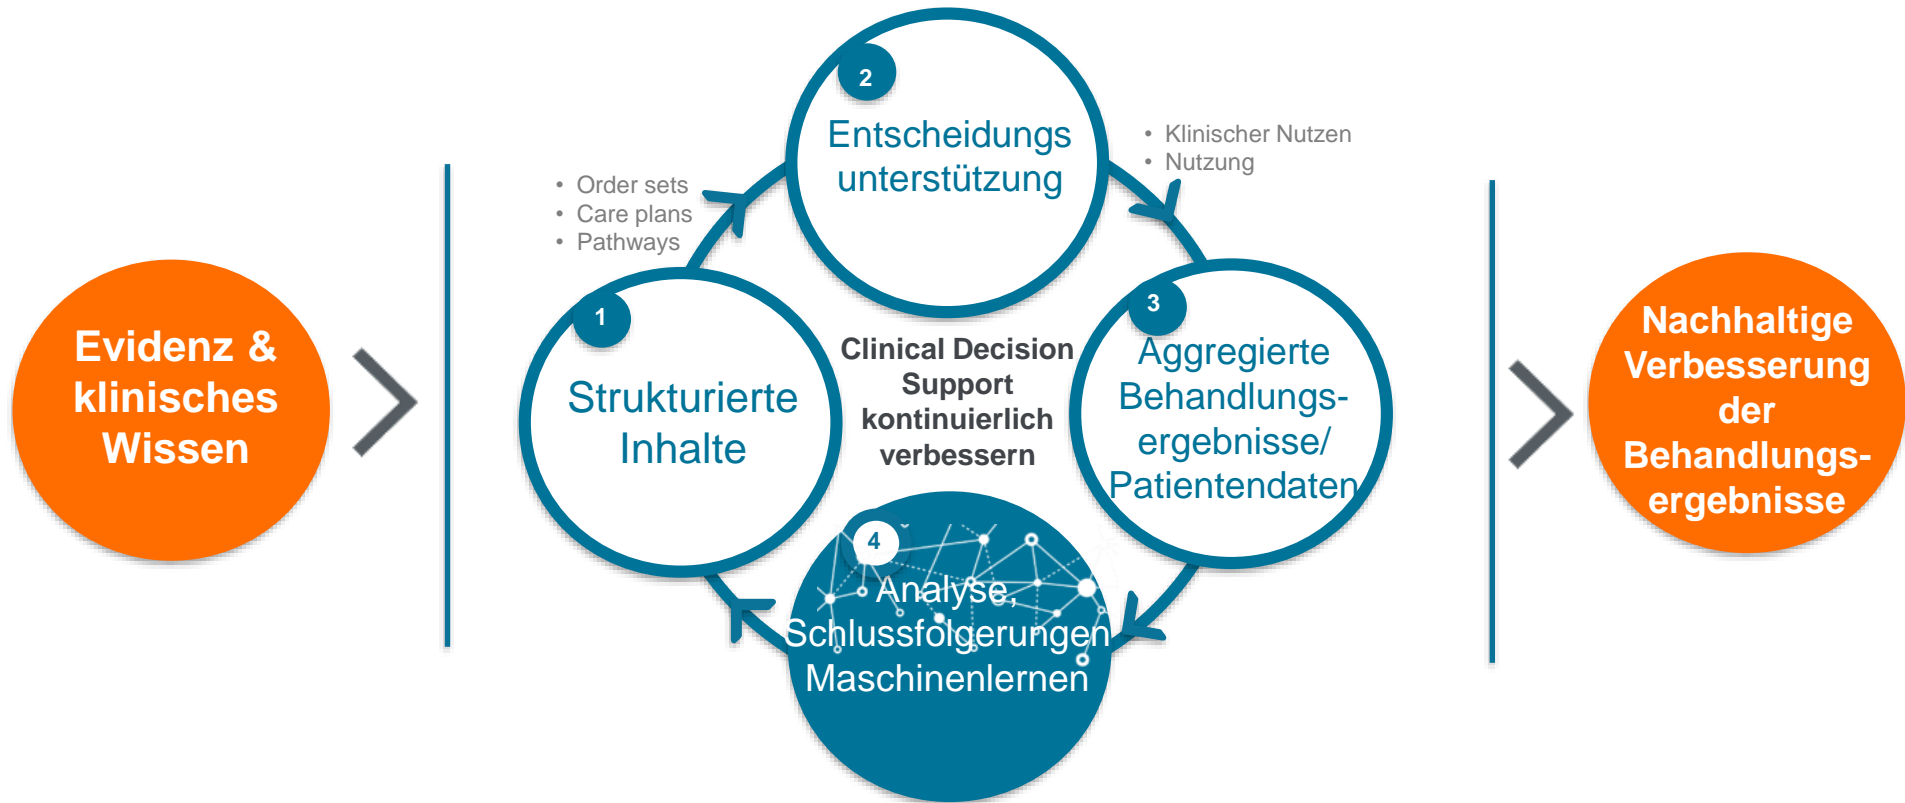 Evidenz &
klinisches
Wissen
• Order sets
• Care plans
• Pathways
1
Strukturierte
Inhalte
2
Entscheidungs
unterstützung
• Klinischer Nutzen
• Nutzung
Clinical Decision
Support
kontinuierlich
verbessern
3
Aggregierte
Behandlungs-
ergebnisse/
Patientendaten
4
Analyse,
Schlussfolgerungen
Maschinenlernen
Nachhaltige
Verbesserung
der
Behandlungs-
ergebnisse